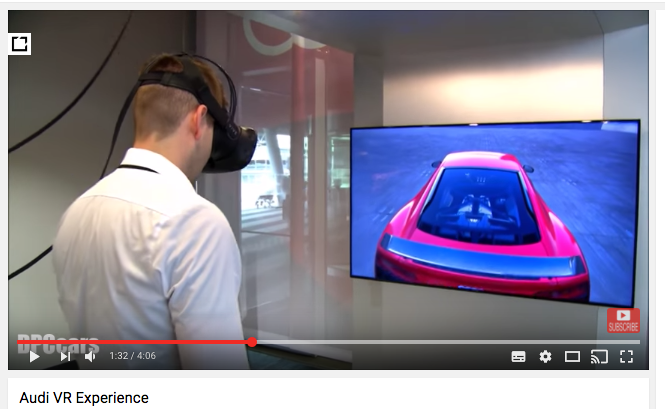 SUBSCRIBE
DPCcars
1:32 / 4:06
Audi VR Experience